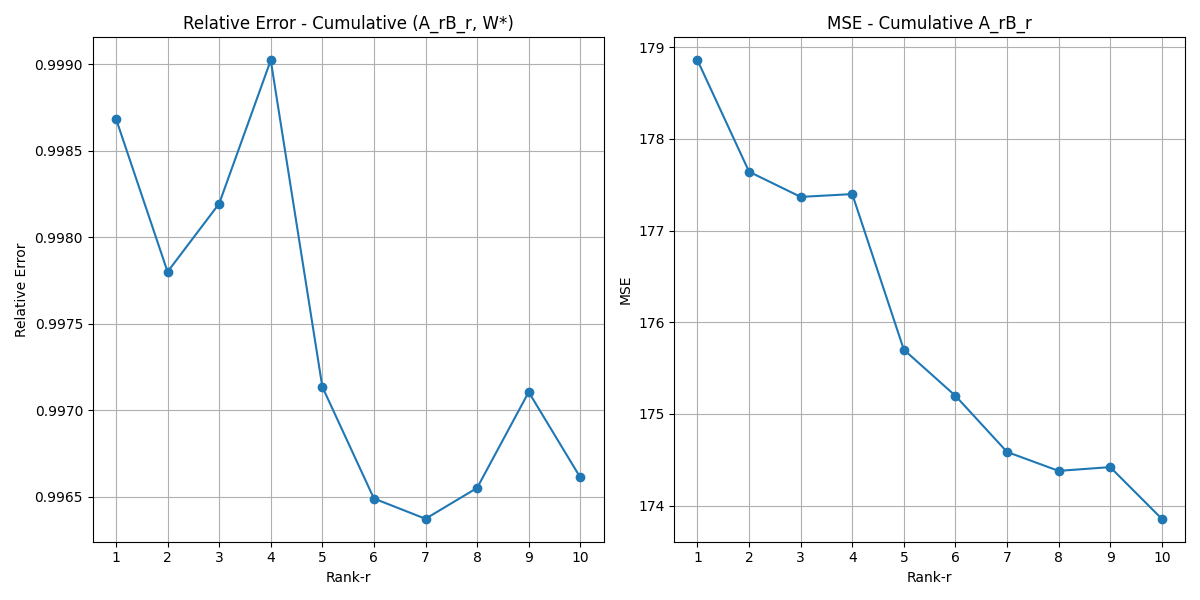 Relative Error - Cumulative (A_rB_r, W*)
Relative Error
0.9990
0.9985
0.9980
0.9975
0.9970
0.9965
1 2 3 4 5 6 7 8 9 10
Rank-r
MSE - Cumulative A_rB_r
MSE
179
178
177
176
175
174
1 2 3 4 5 6 7 8 9 10
Rank-r